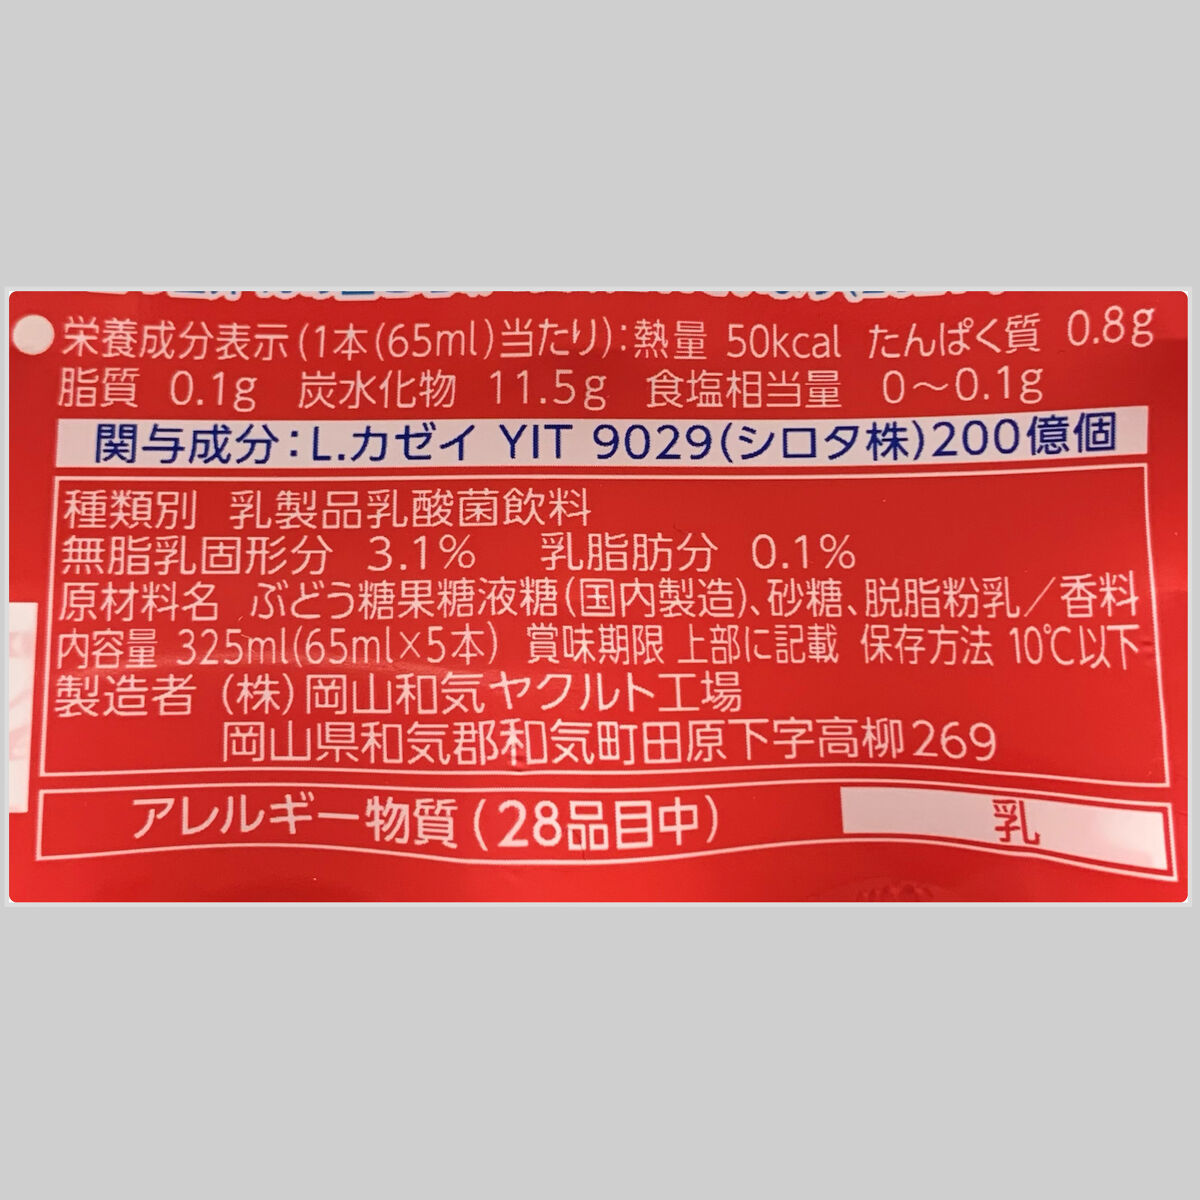 栄養成分表示(1本(65ml)当たり):熱量 50kcal たんぱく質 0.8g
脂質 0.1g 炭水化物 11.5g 食塩相当量 0〜0.1g
関与成分:L.カゼイ YIT 9029(シロタ株)200億個
種類別 乳製品乳酸菌飲料
無脂乳固形分 3.1% 乳脂肪分 0.1%
原材料名 ぶどう糖果糖液糖(国内製造)、砂糖、脱脂粉乳/香料
内容量 325ml(65ml×5本) 賞味期限 上部に記載 保存方法 10℃以下
製造者 (株)岡山和気ヤクルト工場
岡山県和気郡和気町田原下字高柳269
アレルギー物質(28品目中) 乳